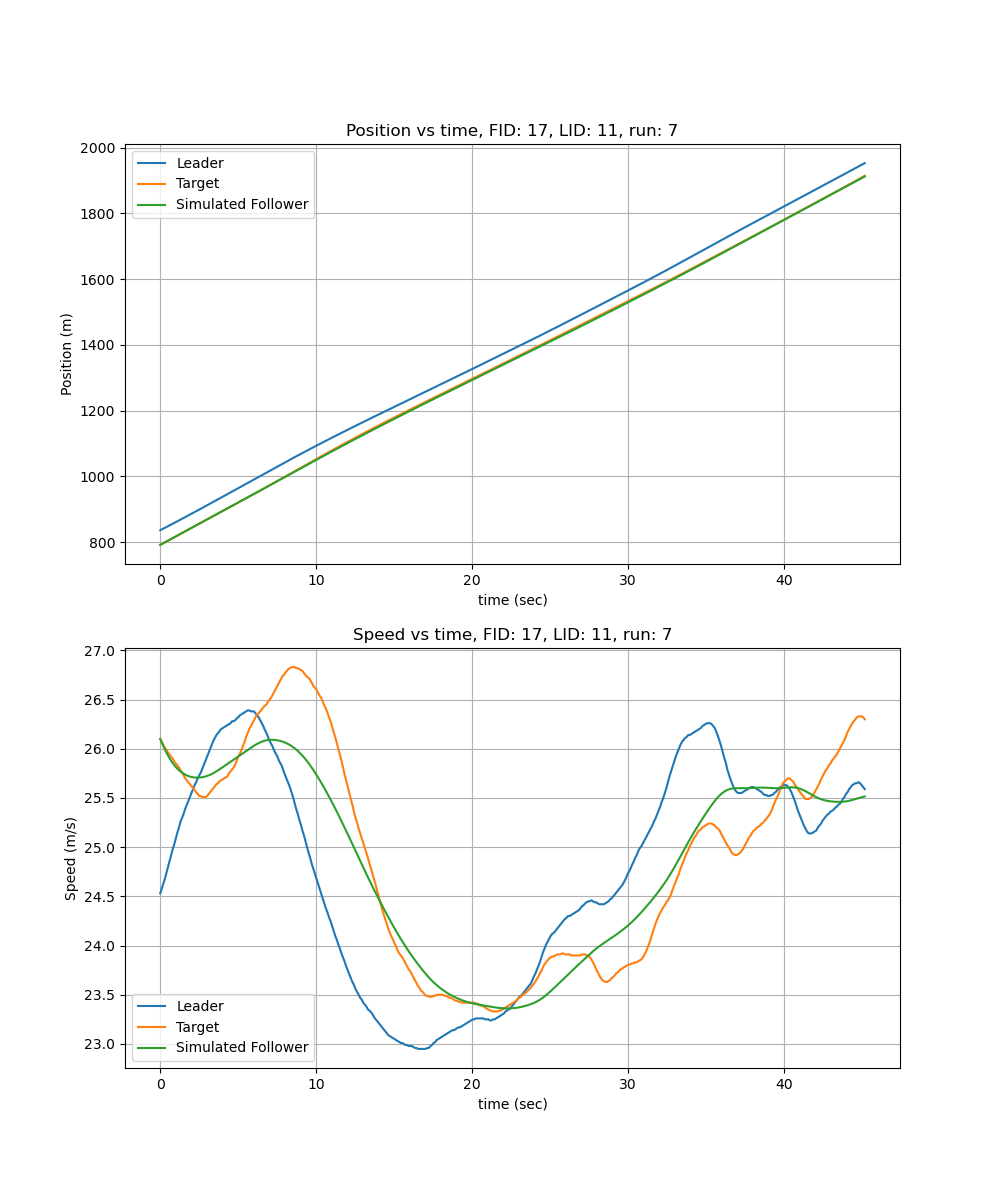 Position vs time, FID: 17, LID: 11, run: 7
2000
1800
1600
1400
1200
1000
800
Position (m)
Leader
Target
Simulated Follower
0 10 20 30 40
time (sec)
Speed vs time, FID: 17, LID: 11, run: 7
27.0
26.5
26.0
25.5
25.0
24.5
24.0
23.5
23.0
Speed (m/s)
Leader
Target
Simulated Follower
0 10 20 30 40
time (sec)